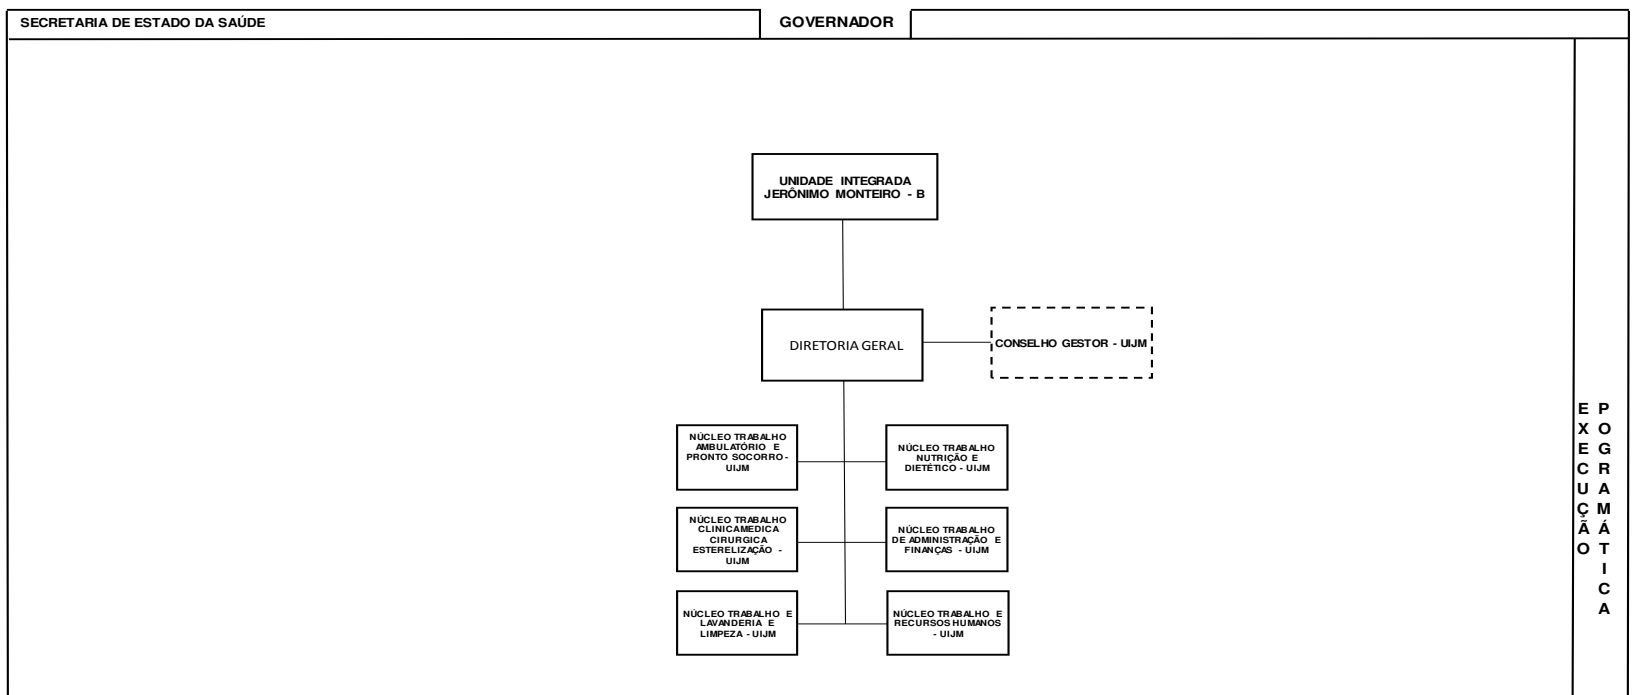 SECRETARIA DE ESTADO DA SAÚDE
GOVERNADOR
UNIDADE INTEGRADA
JERÔNIMO MONTEIRO - B
DIRETORIA GERAL
CONSELHO GESTOR - UIJM
NÚCLEO TRABALHO
AMBULATÓRIO E
PRONTO SOCORRO -
UIJM
NÚCLEO TRABALHO
NUTRIÇÃO E
DIETÉTICO - UIJM
NÚCLEO TRABALHO
CLINICAMEDICA
CIRURGICA
ESTERELIZAÇÃO -
UIJM
NÚCLEO TRABALHO
DE ADMINISTRAÇÃO E
FINANÇAS - UIJM
NÚCLEO TRABALHO E
LAVANDERIA E
LIMPEZA - UIJM
NÚCLEO TRABALHO E
RECURSOS HUMANOS
- UIJM
EXECUÇÃO
POGRAMÁTICA